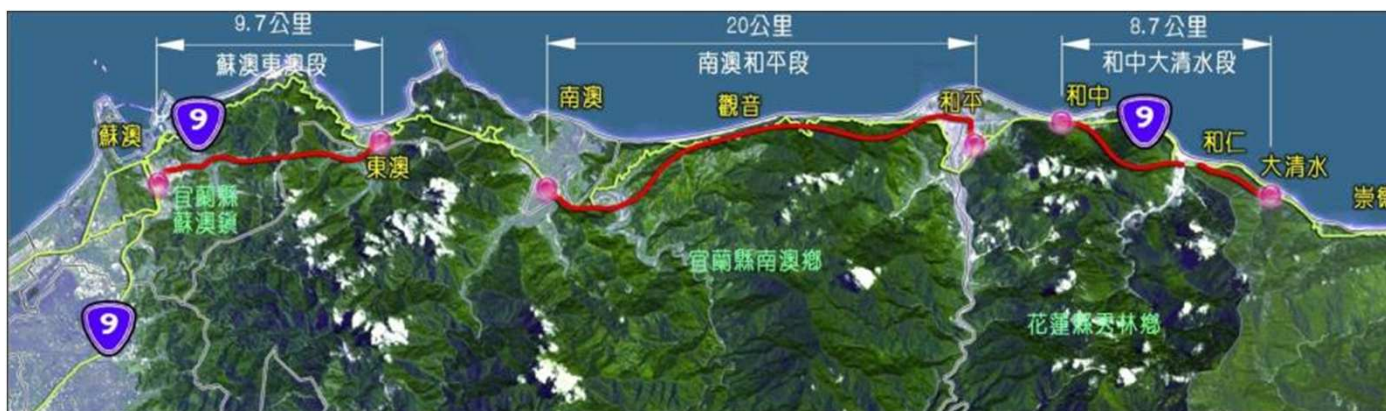 9.7公里
20公里
8.7公里
蘇澳東澳段
南澳和平段
和中大清水段
9
蘇澳
東澳
南澳
觀音
和平
和中
9
和仁
大清水
崇
宜蘭縣
蘇澳鎮
宜蘭縣南澳鄉
花蓮縣秀林鄉
9